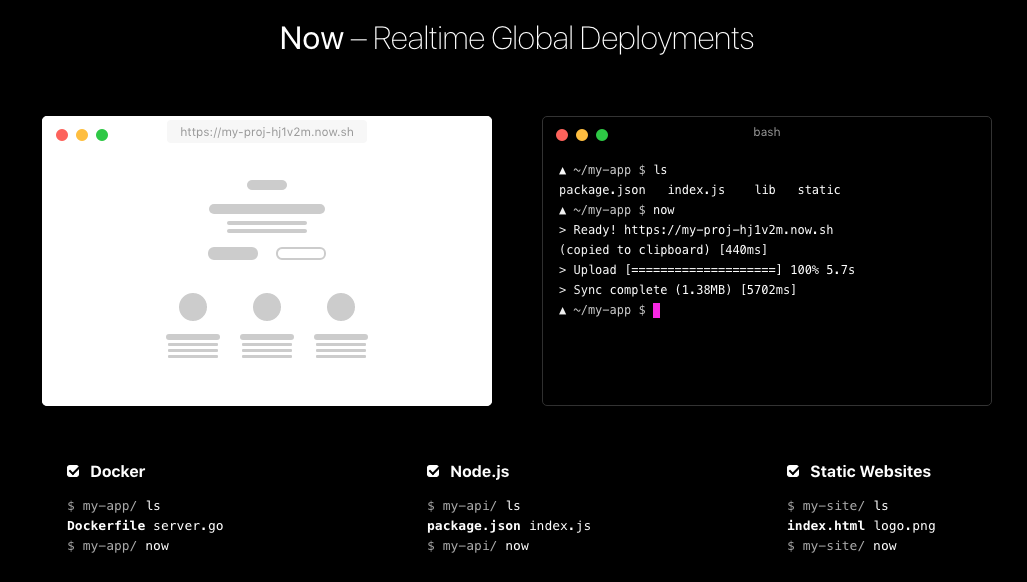 Now – Realtime Global Deployments
https://my-proj-hj1v2m.now.sh
bash
▲ ~/my-app $ ls
package.json index.js lib static
▲ ~/my-app $ now
> Ready! https://my-proj-hj1v2m.now.sh
(copied to clipboard) [440ms]
> Upload [====================] 100% 5.7s
> Sync complete (1.38MB) [5702ms]
▲ ~/my-app $
Docker
$ my-app/ ls
Dockerfile server.go
$ my-app/ now
Node.js
$ my-api/ ls
package.json index.js
$ my-api/ now
Static Websites
$ my-site/ ls
index.html logo.png
$ my-site/ now